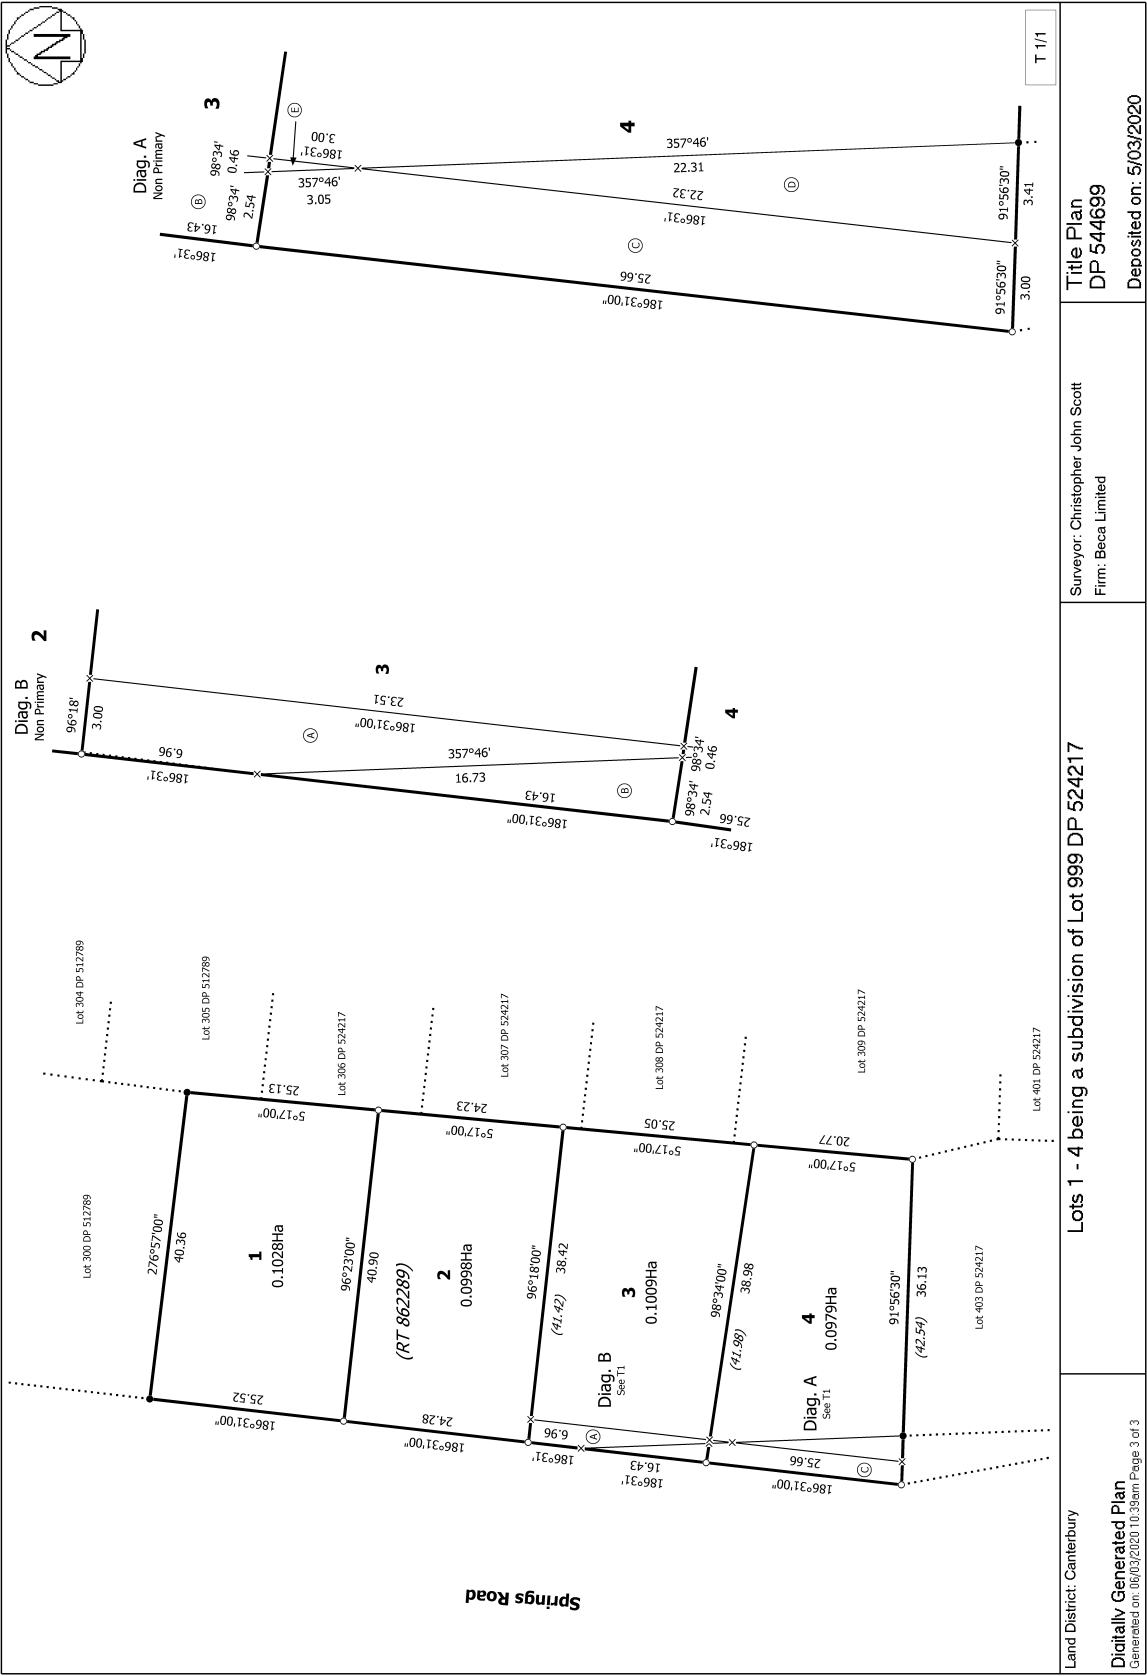 N
T 1/1
Lot 300 DP 512789
Lot 304 DP 512789
Lot 305 DP 512789
Lot 306 DP 524217
Lot 307 DP 524217
Lot 308 DP 524217
Lot 309 DP 524217
Lot 401 DP 524217
Lot 403 DP 524217
276°57'00"
40.36
1
0.1028Ha
186°31'00"
25.52
5°17'00"
25.13
96°23'00"
40.90
(RT 862289)
2
0.0998Ha
186°31'00"
24.28
5°17'00"
24.23
96°18'00"
(41.42)
38.42
3
0.1009Ha
Diag. B
See T1
186°31'
6.96
A
186°31'
16.43
5°17'00"
25.05
98°34'00"
(41.98)
38.98
4
0.0979Ha
Diag. A
See T1
186°31'00"
25.66
C
5°17'00"
20.77
91°56'30"
(42.54)
36.13
Springs Road
Diag. B
Non Primary
2
96°18'
3.00
186°31'
6.96
A
3
186°31'00"
23.51
357°46'
16.73
186°31'00"
16.43
B
98°34'
2.54
98°34'
0.46
4
186°31'
25.66
Diag. A
Non Primary
3
186°31'
16.43
B
98°34'
2.54
98°34'
0.46
E
186°31'
3.00
357°46'
3.05
4
357°46'
22.31
D
186°31'
22.32
C
186°31'00"
25.66
91°56'30"
3.00
91°56'30"
3.41
Land District: Canterbury
Digitally Generated Plan
Generated on: 06/03/2020 10:39am Page 3 of 3
Lots 1 - 4 being a subdivision of Lot 999 DP 524217
Surveyor: Christopher John Scott
Firm: Beca Limited
Title Plan
DP 544699
Deposited on: 5/03/2020